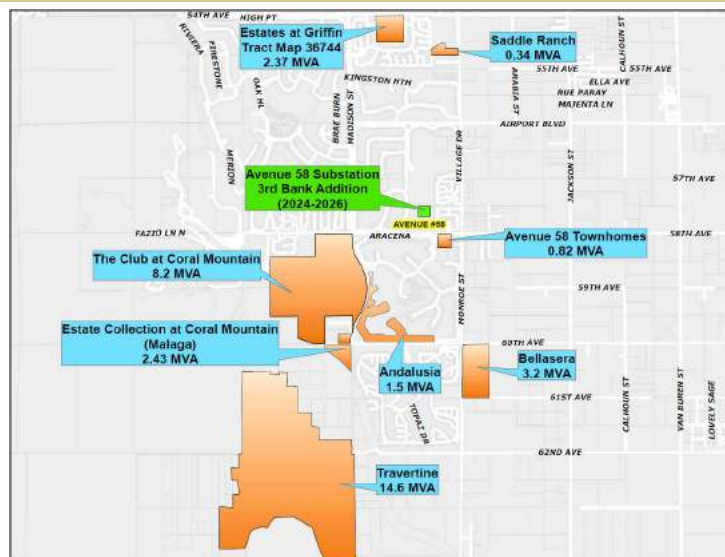 54TH AVE
HIGH PT
Estates at Griffin
Tract Map 36744
2.37 MVA
Saddle Ranch
0.34 MVA
CALHOUN ST
RIVIERA
FIRESTONE
OAK HL
KINGSTON HTH
55TH AVE
55TH AVE
ELLA AVE
RUE PARAY
MAJENTA LN
ARABIA ST
BRAE BURN
MADISON ST
AIRPORT BLVD
MERION
VILLAGE DR
JACKSON ST
Avenue 58 Substation
3rd Bank Addition
(2024-2026)
57TH AVE
AVENUE #58
FAZIO LN N
ARACENA
58TH AVE
Avenue 58 Townhomes
0.82 MVA
The Club at Coral Mountain
8.2 MVA
59TH AVE
MONROE ST
Estate Collection at Coral Mountain
(Malaga)
2.43 MVA
60TH AVE
Andalusia
1.5 MVA
Bellasera
3.2 MVA
61ST AVE
CALHOUN ST
VAN BUREN ST
LOVELY SAGE
TOPAZ DR
62ND AVE
Travertine
14.6 MVA